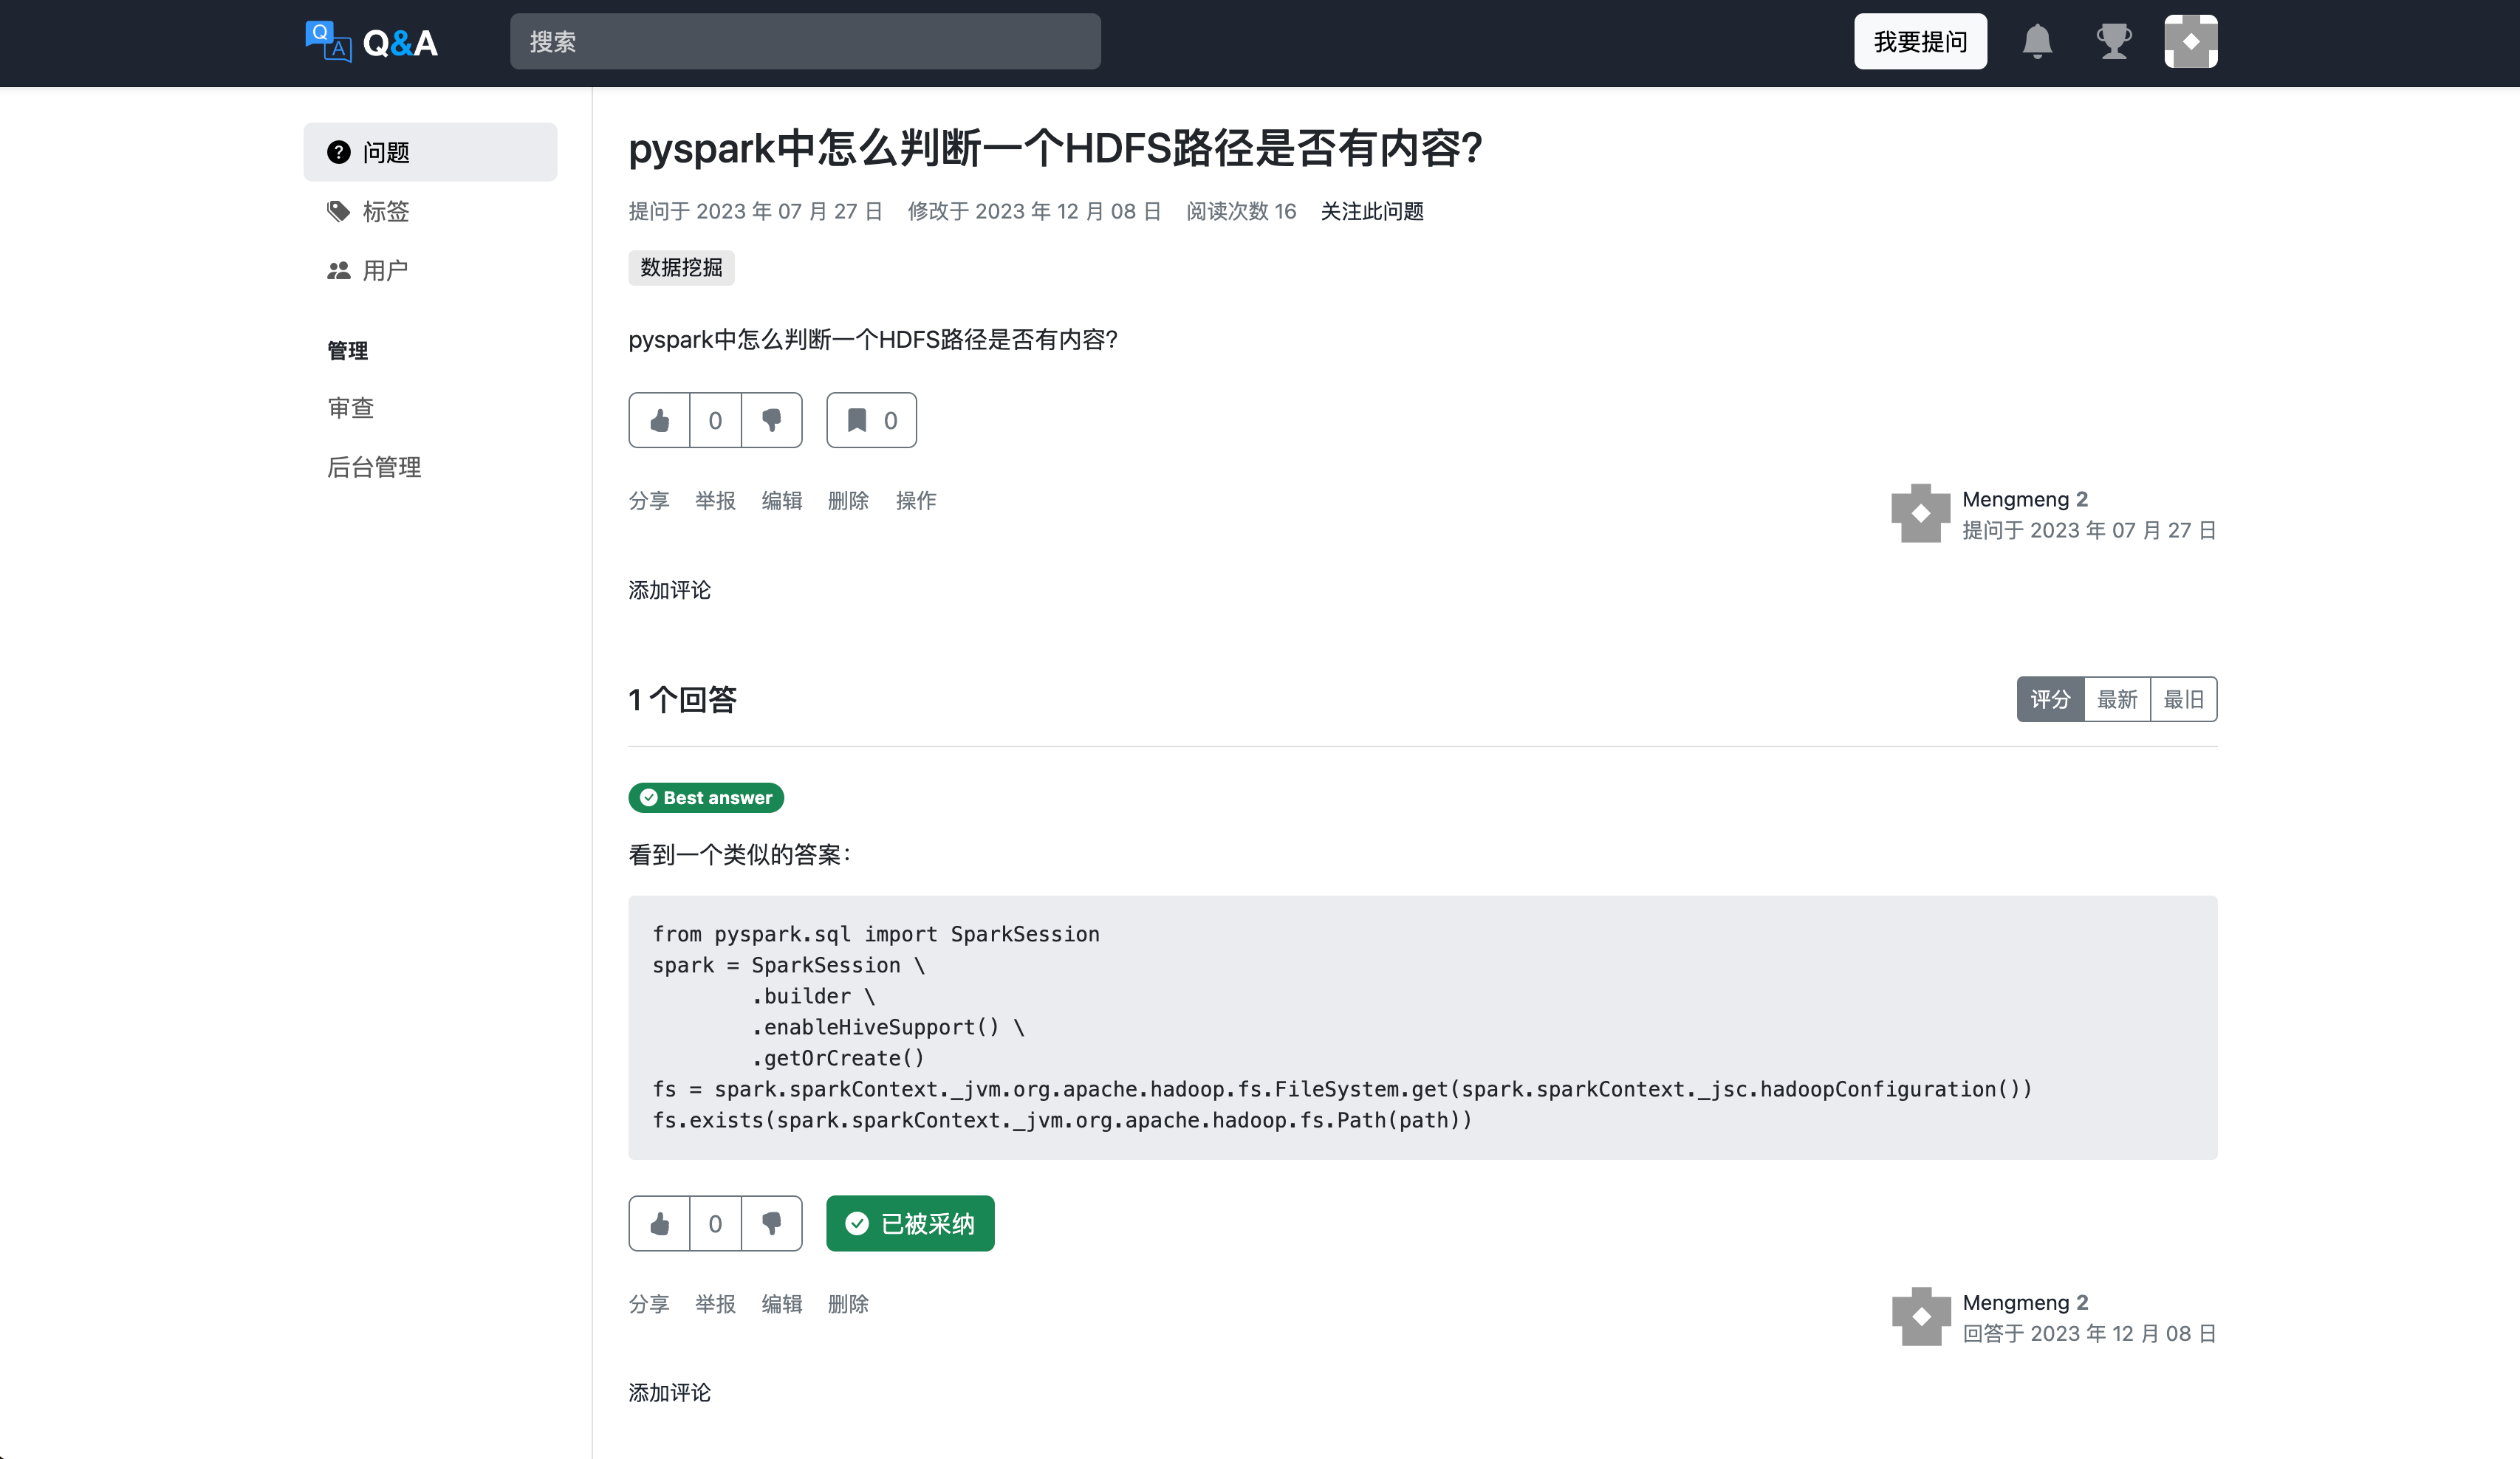 Q A Q&A
搜索
我要提问
问题
标签
用户
管理
审查
后台管理
pyspark中怎么判断一个HDFS路径是否有内容?
提问于 2023 年 07 月 27 日 修改于 2023 年 12 月 08 日 阅读次数 16 关注此问题
数据挖掘
pyspark中怎么判断一个HDFS路径是否有内容?
0 0
分享 举报 编辑 删除 操作
Mengmeng 2
提问于 2023 年 07 月 27 日
添加评论
1 个回答
评分 最新 最旧
Best answer
看到一个类似的答案：
from pyspark.sql import SparkSession
spark = SparkSession \
        .builder \
        .enableHiveSupport() \
        .getOrCreate()
fs = spark.sparkContext._jvm.org.apache.hadoop.fs.FileSystem.get(spark.sparkContext._jsc.hadoopConfiguration())
fs.exists(spark.sparkContext._jvm.org.apache.hadoop.fs.Path(path))
0 已被采纳
分享 举报 编辑 删除
Mengmeng 2
回答于 2023 年 12 月 08 日
添加评论